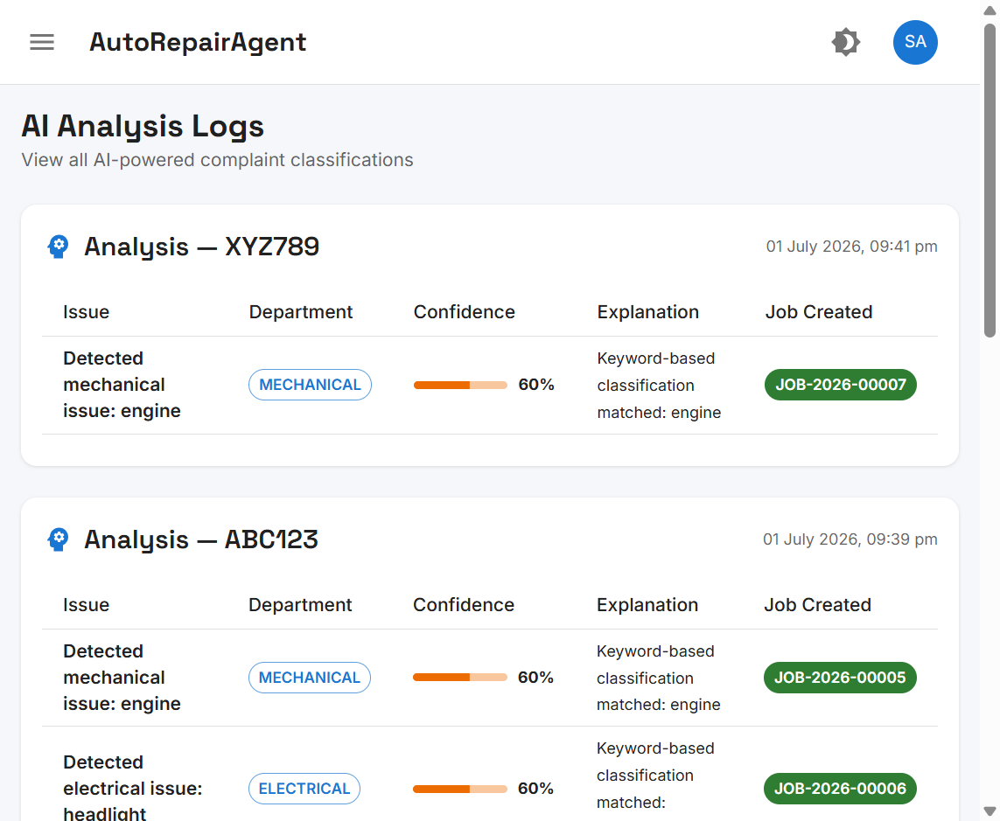 AutoRepairAgent
SA
AI Analysis Logs
View all AI-powered complaint classifications
Analysis — XYZ789
01 July 2026, 09:41 pm
Issue Department Confidence Explanation Job Created
Detected
mechanical
issue: engine
MECHANICAL
60%
Keyword-based
classification
matched: engine
JOB-2026-00007
Analysis — ABC123
01 July 2026, 09:39 pm
Issue Department Confidence Explanation Job Created
Detected
mechanical
issue: engine
MECHANICAL
60%
Keyword-based
classification
matched: engine
JOB-2026-00005
Detected
electrical issue:
headlight
ELECTRICAL
60%
Keyword-based
classification
matched:
JOB-2026-00006